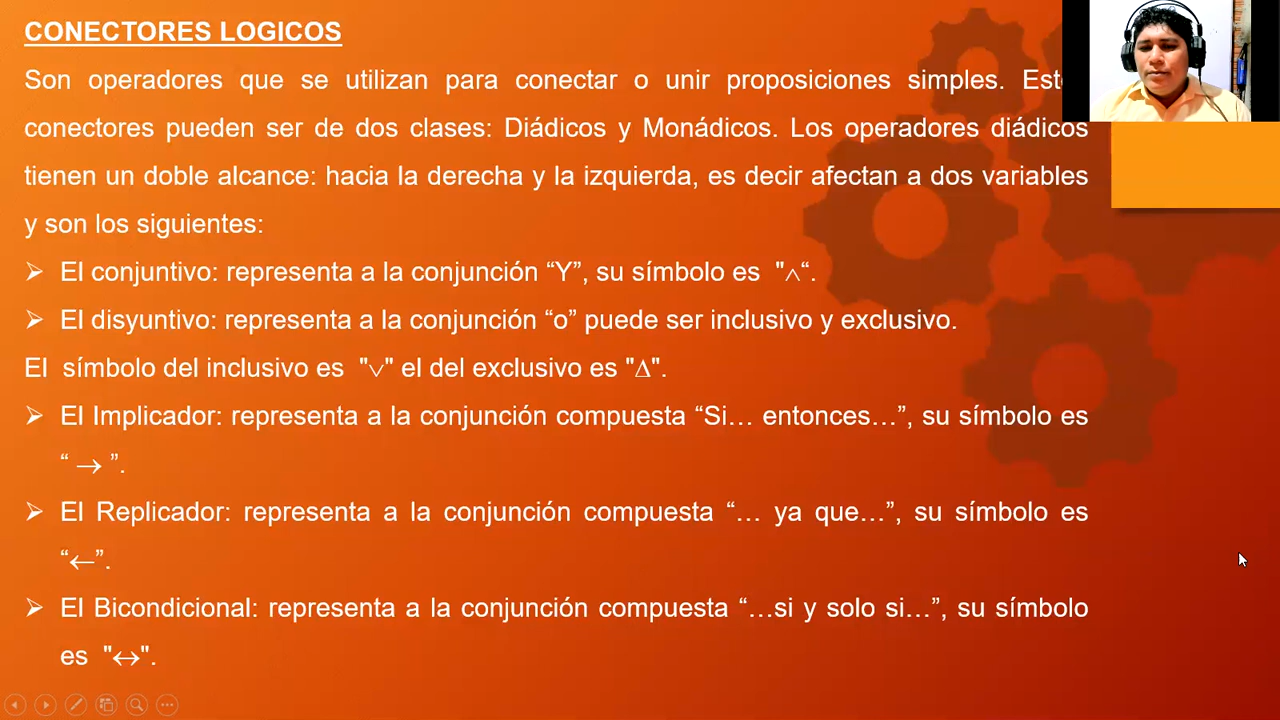 CONECTORES LOGICOS
Son operadores que se utilizan para conectar o unir proposiciones simples.
conectores pueden ser de dos clases: Diádicos y Monádicos. Los operadores diádicos
tienen un doble alcance: hacia la derecha y la izquierda, es decir afectan a dos variables
y son los siguientes:
➢ El conjuntivo: representa a la conjunción “Y”, su símbolo es "∧“.
➢ El disyuntivo: representa a la conjunción “o” puede ser inclusivo y exclusivo.
El símbolo del inclusivo es "∨" el del exclusivo es "∆".
➢ El Implicador: representa a la conjunción compuesta “Si… entonces…”, su símbolo es
“ → ”.
➢ El Replicador: representa a la conjunción compuesta “… ya que…”, su símbolo es
“←”.
➢ El Bicondicional: representa a la conjunción compuesta “…si y solo si…”, su símbolo
es "↔".